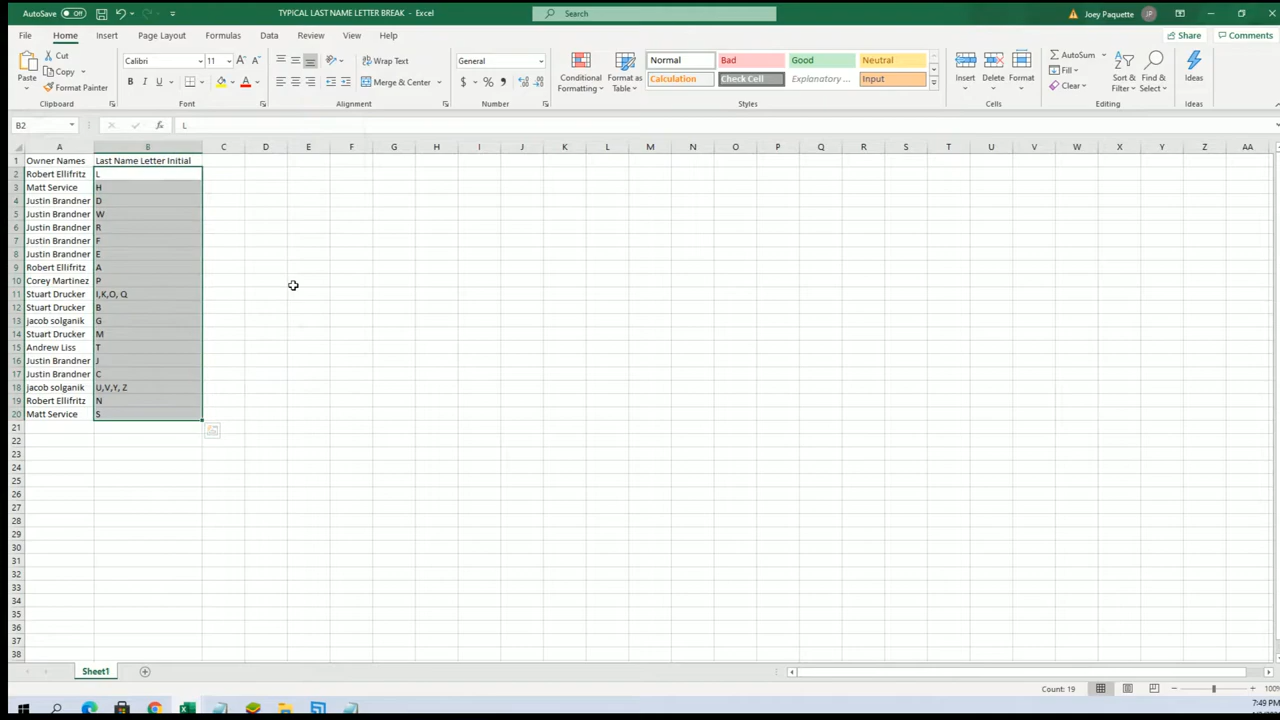 AutoSave Off TYPICAL LAST NAME LETTER BREAK - Excel Search Joey Paquette JP
File Home Insert Page Layout Formulas Data Review View Help Share Comments
Paste Cut Copy Format Painter Clipboard
Calibri 11 A A B I U A Font
Wrap Text Merge & Center Alignment
General $ % 9 Number
Conditional Formatting Format as Table
Normal Bad Good Neutral
Calculation Check Cell Explanatory ... Input
Styles
Insert Delete Format Cells
AutoSum Fill Clear Sort & Filter Find & Select Editing
Ideas Ideas
B2 fx L
A B C D E F G H I J K L M N O P Q R S T U V W X Y Z AA
1 Owner Names Last Name Letter Initial
2 Robert Ellifritz L
3 Matt Service H
4 Justin Brandner D
5 Justin Brandner W
6 Justin Brandner R
7 Justin Brandner F
8 Justin Brandner E
9 Robert Ellifritz A
10 Corey Martinez P
11 Stuart Drucker I,K,O, Q
12 Stuart Drucker B
13 jacob solganik G
14 Stuart Drucker M
15 Andrew Liss T
16 Justin Brandner J
17 Justin Brandner C
18 jacob solganik U,V,Y, Z
19 Robert Ellifritz N
20 Matt Service S
21
22
23
24
25
26
27
28
29
30
31
32
33
34
35
36
37
38
Sheet1
Count: 19 100%
7:49 PM